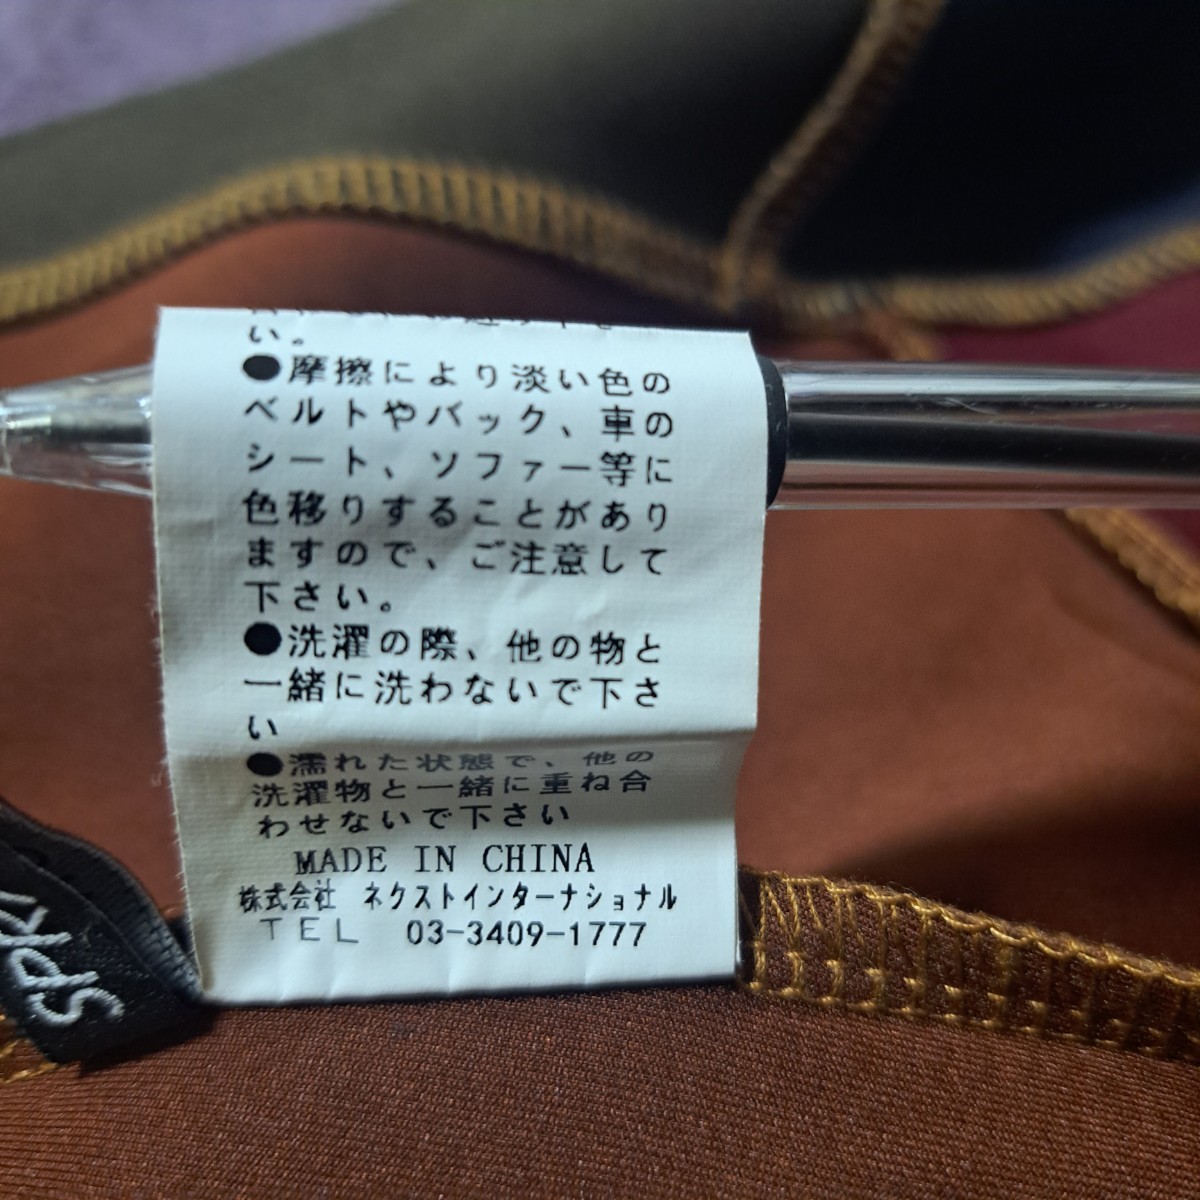 い。
●摩擦により淡い色の
ベルトやバック、車の
シート、ソファー等に
色移りすることがあり
ますので、ご注意して
下さい。
●洗濯の際、他の物と
一緒に洗わないで下さ
い
●濡れた状態で、他の
洗濯物と一緒に重ね合
わせないで下さい
MADE IN CHINA
株式会社 ネクストインターナショナル
TEL 03-3409-1777